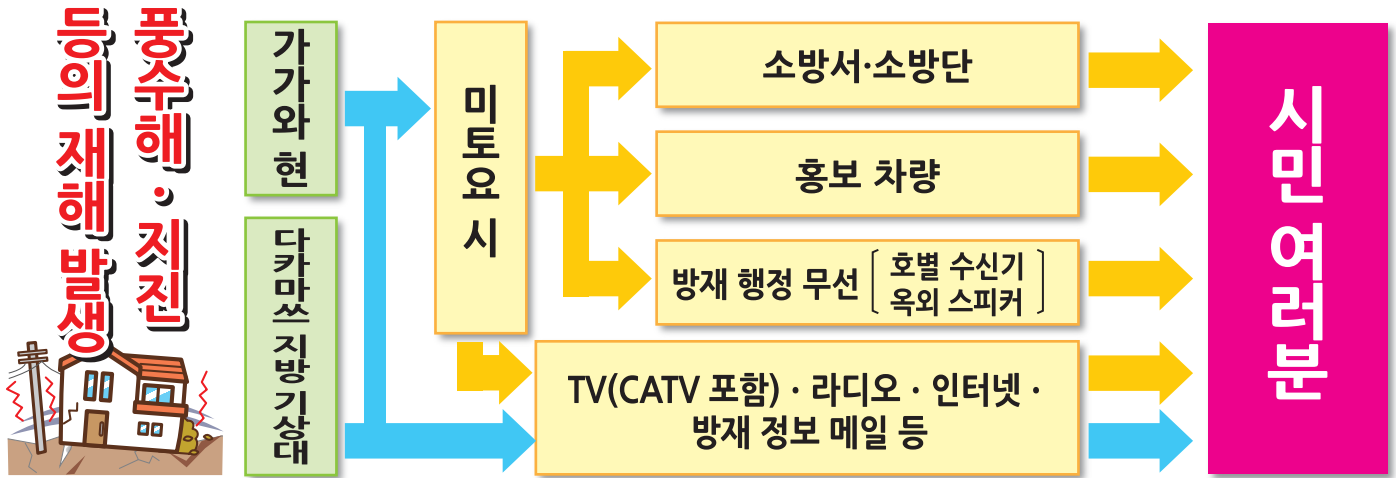 풍수해 · 지진
등의 재해 발생
가가와 현
다카마쓰 지방 기상대
미토요 시
소방서·소방단
홍보 차량
방재 행정 무선
호별 수신기
옥외 스피커
TV(CATV 포함) · 라디오 · 인터넷 ·
방재 정보 메일 등
시민 여러분